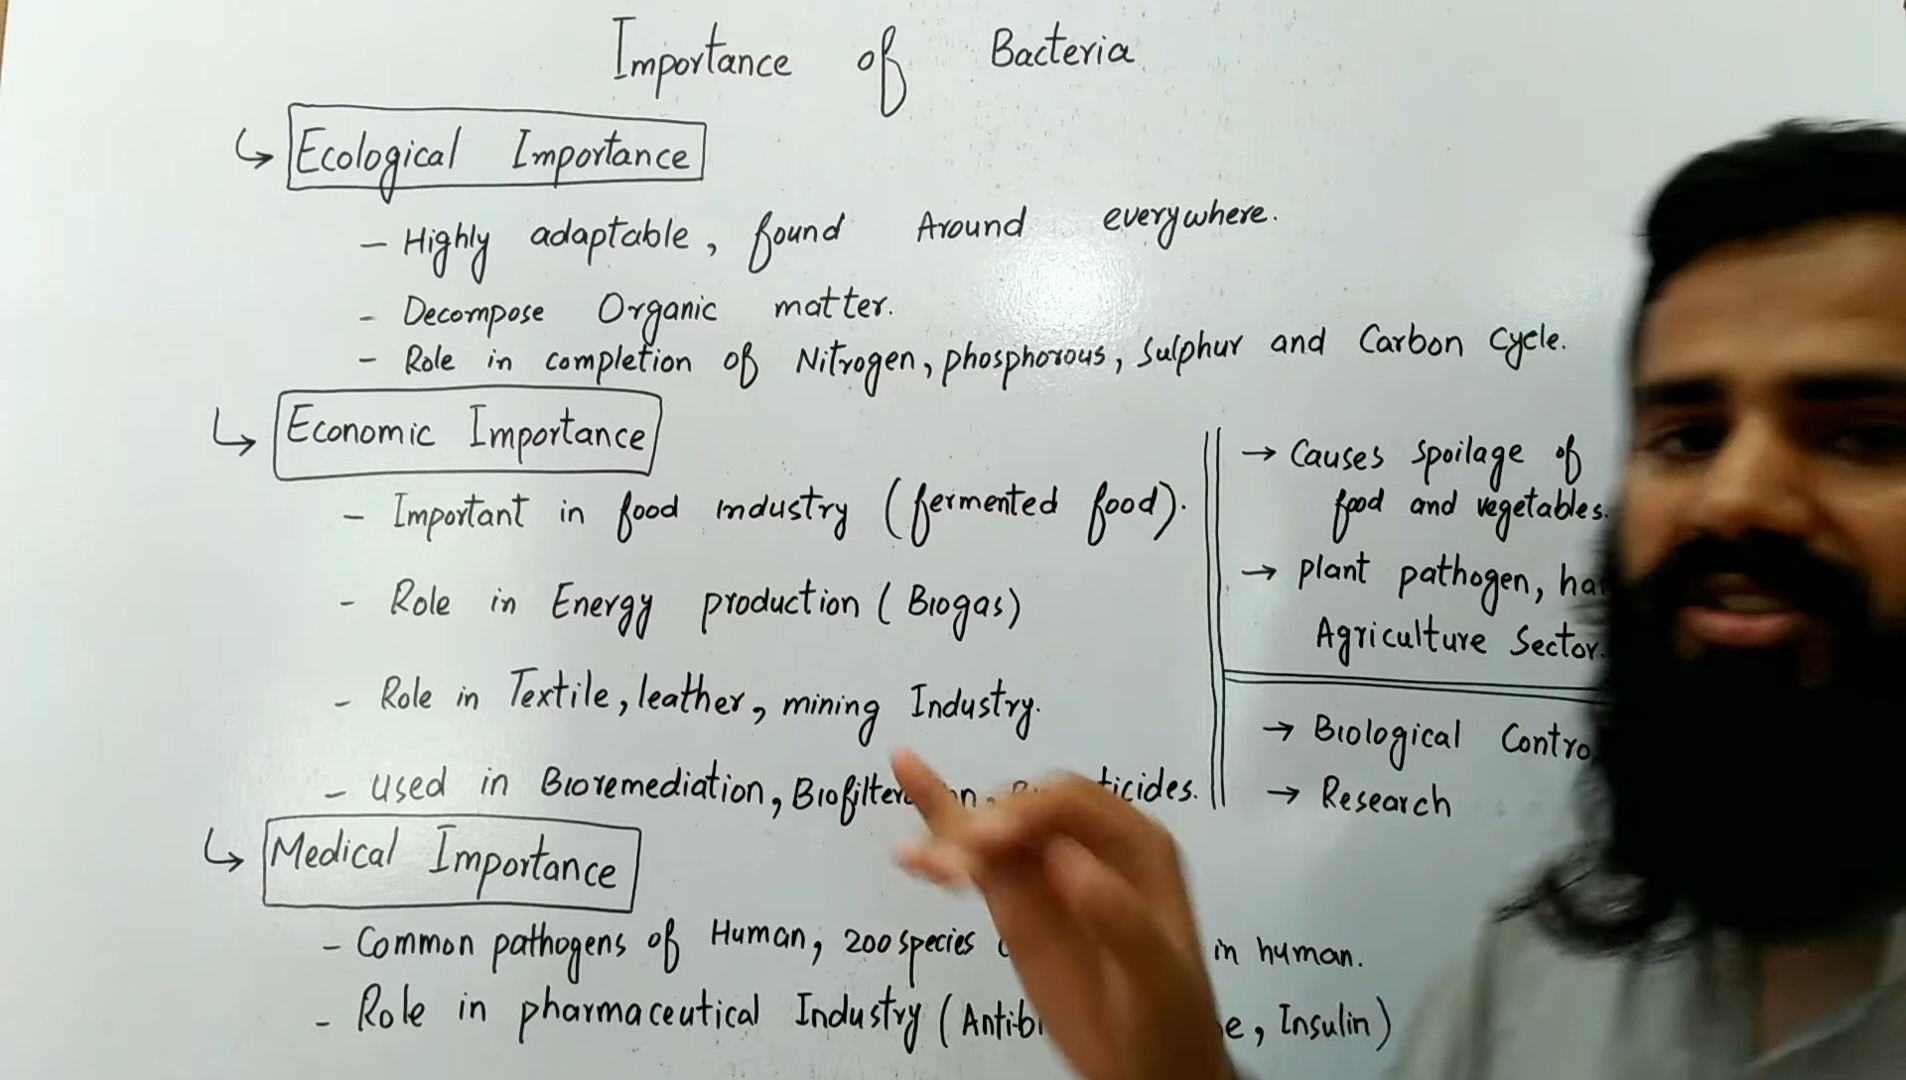 Importance of Bacteria
↳ Ecological Importance
- Highly adaptable, found Around everywhere.
- Decompose Organic matter.
- Role in completion of Nitrogen, phosphorous, Sulphur and Carbon Cycle.
↳ Economic Importance
- Important in food industry (fermented food).
- Role in Energy production (Biogas)
- Role in Textile, leather, mining Industry.
- used in Bioremediation,
→ Causes spoilage of
food and vegetables.
→ plant pathogen,
Agriculture Sector.
→ Biological
→ Research
↳ Medical Importance
- Common pathogens of Human, 200 species in human.
- Role in pharmaceutical Industry ( , Insulin)